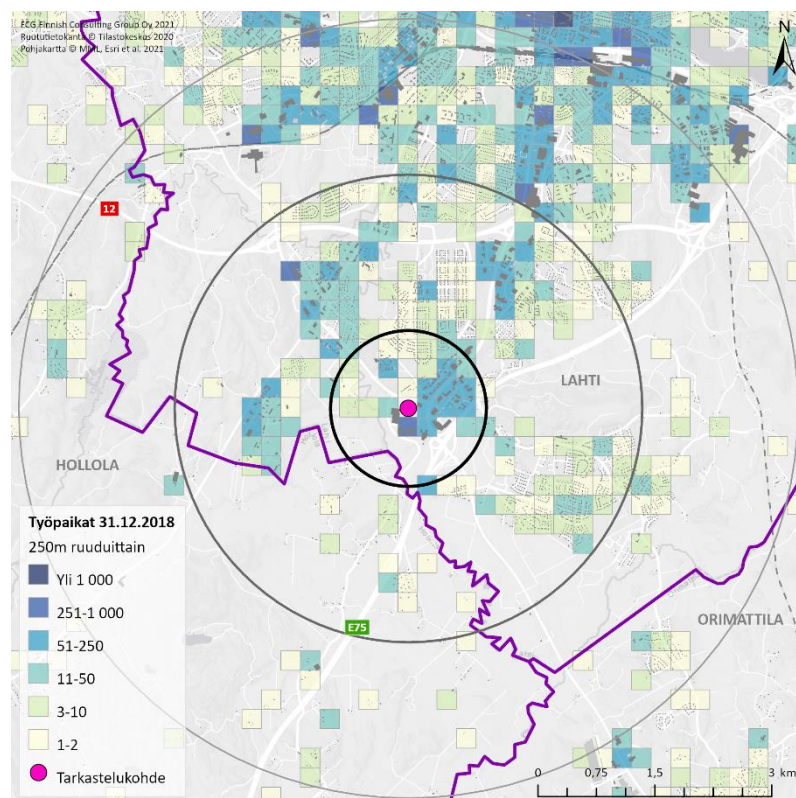 FCG Finnish Consulting Group Oy 2021
Ruututietokanta © Tilastokeskus 2020
Pohjakartta © MML, Esri et al. 2021
N
12
LAHTI
HOLLOLA
ORIMATTILA
E75
Työpaikat 31.12.2018
250m ruuduittain
Yli 1 000
251-1 000
51-250
11-50
3-10
1-2
Tarkastelukohde
0 0,75 1,5 3 km